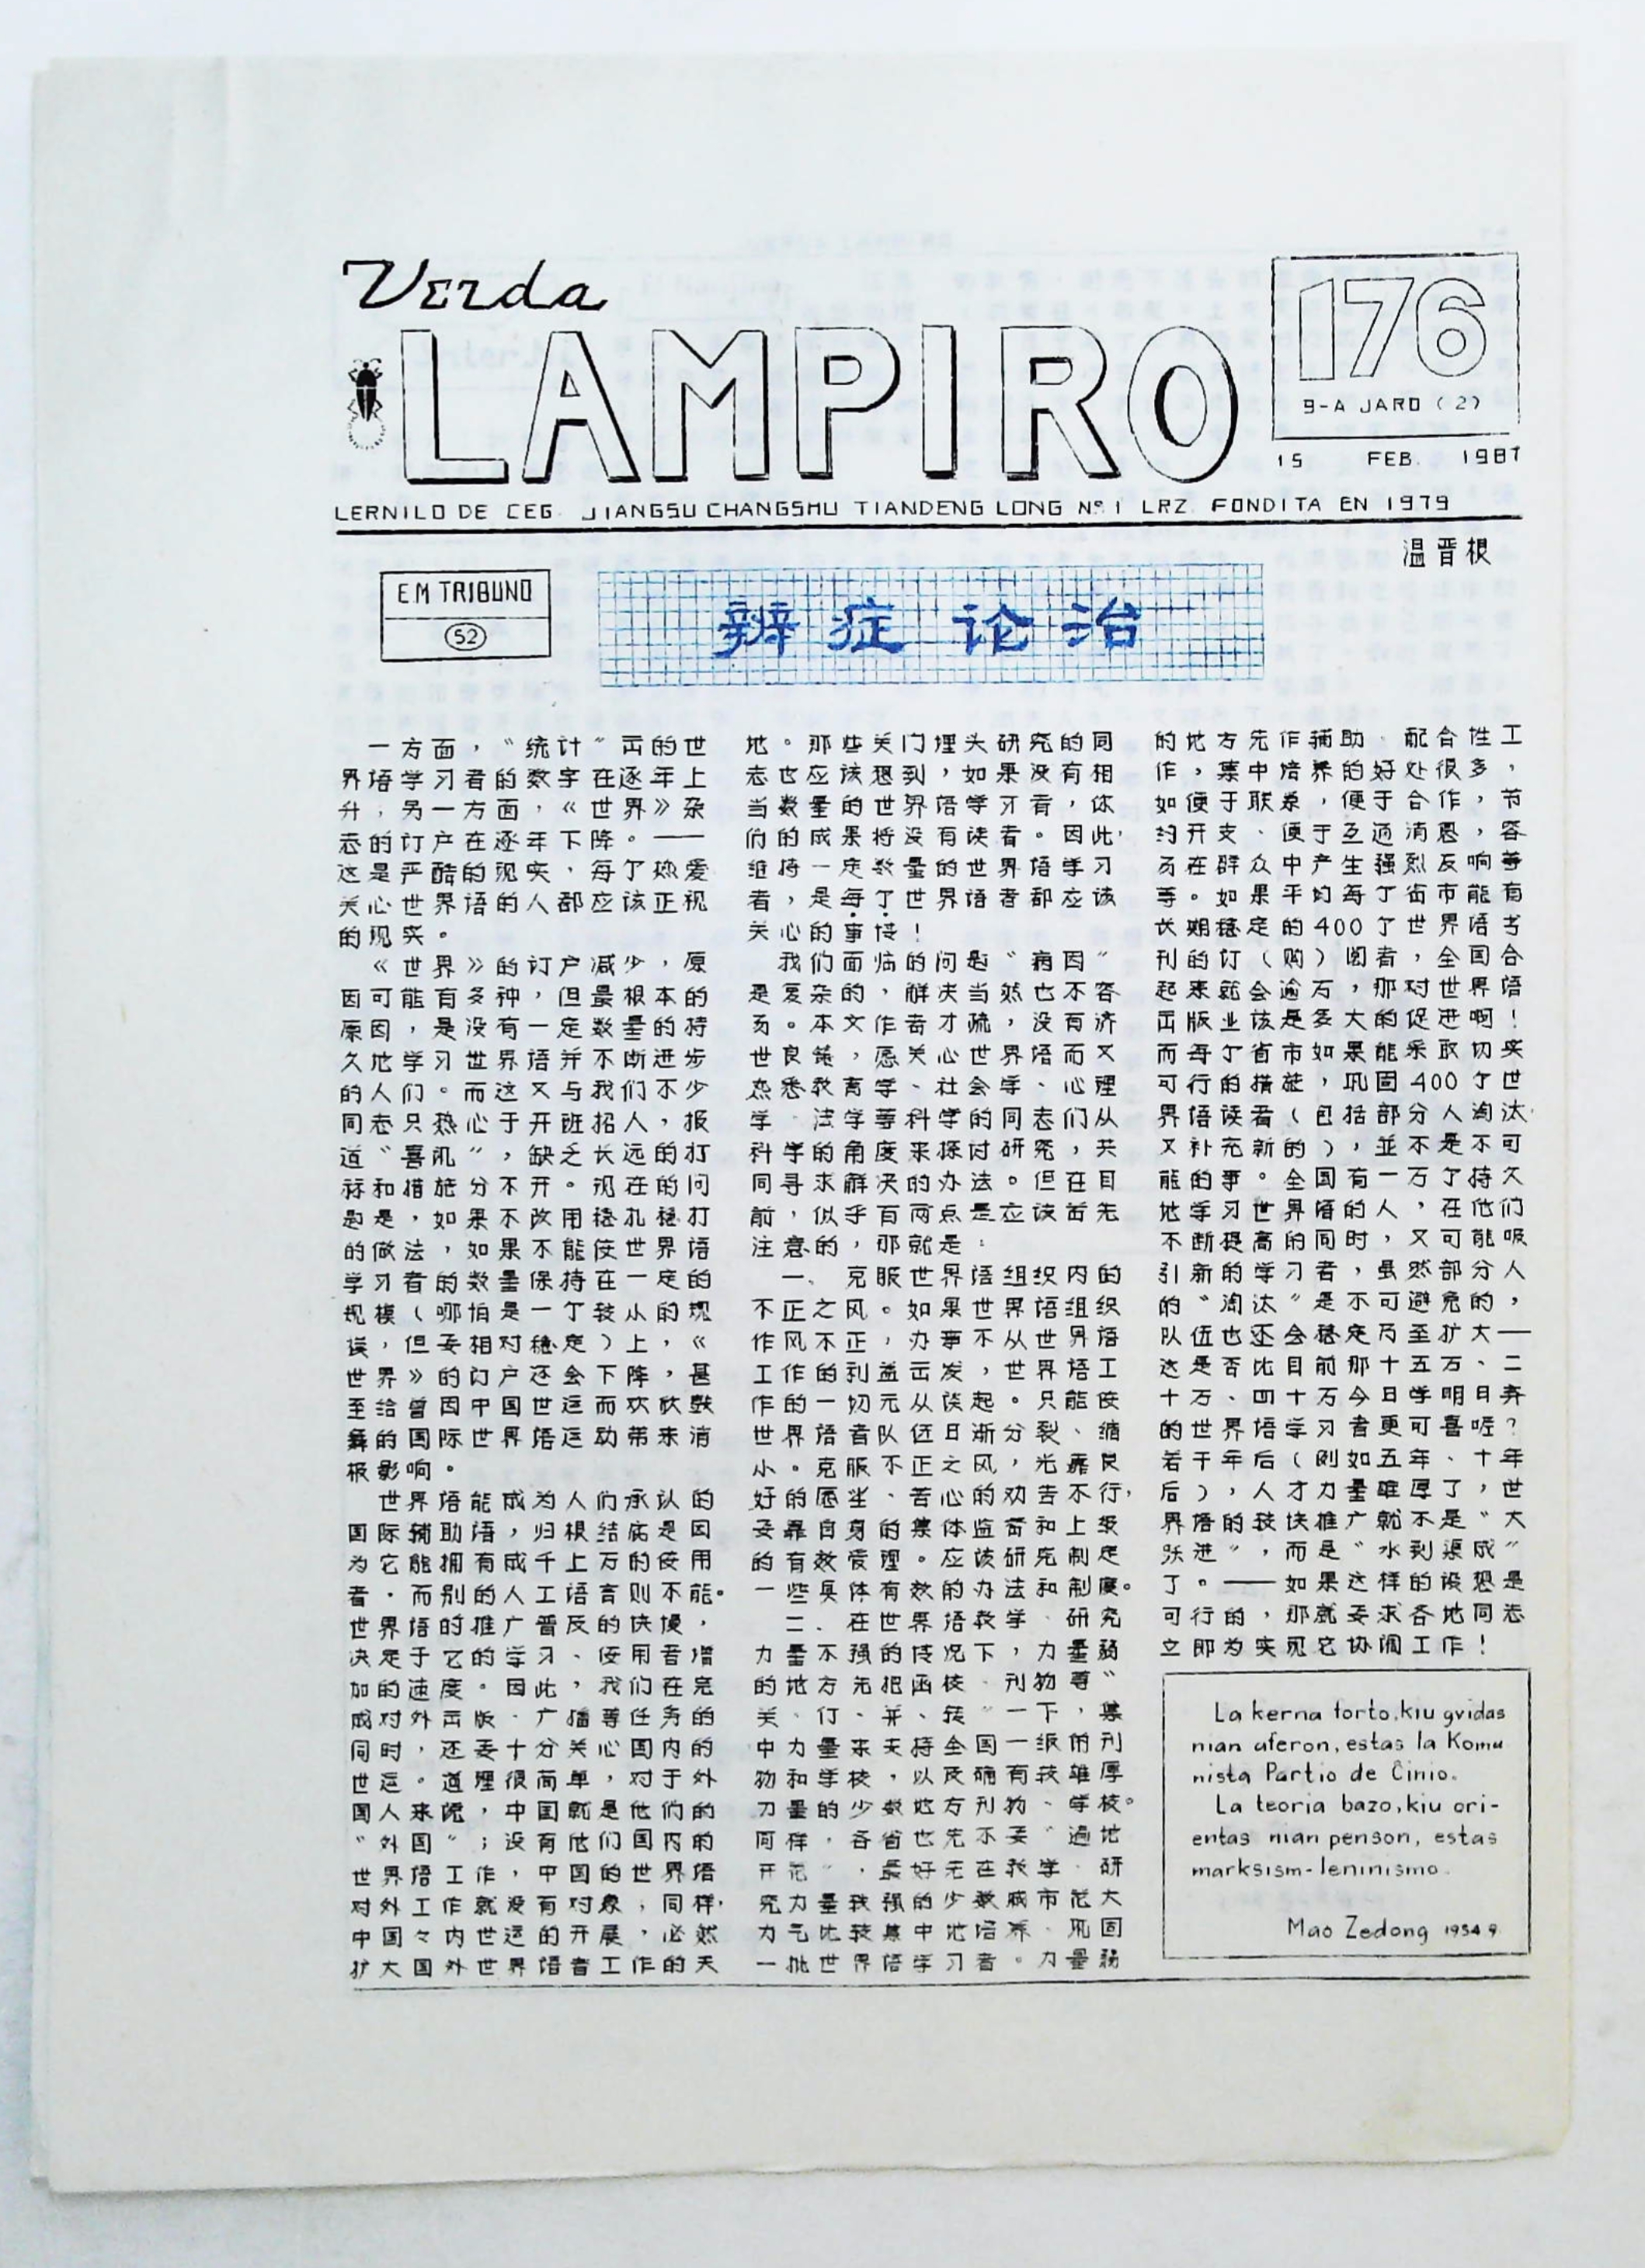 Verda
LAMPIRO
176
9-A JARO (2)
15 FEB. 1987
LERNILO DE CEG. JIANGSU CHANGSHU TIANDENG LONG Nº 1 LRZ. FONDITA EN 1979
温晋根
EM TRIBUNO
52
辨症论治
一方面，“统计”出的世
界语学习者的数字在逐年上
升；另一方面，《世界》杂
志的订户在逐年下降。——
这是严酷的现实，每个热爱
关心世界语的人都应该正视
的现实。
《世界》的订户减少，原
因可能有多种，但最根本的
原因，是没有一定数量的持
久地学习世界语并不断进步
的人们。而这又与我们不少
同志只热心于开班招人，报
道“喜讯”，缺乏长远的打
算和措施分不开。现在的问
题是，如果不改用稳扎稳打
的做法，如果不能使世界语
学习者的数量保持在一定的
规模（哪怕是一个较小的规
模，但要相对稳定）上，《
世界》的订户还会下降，甚
至给曾因中国世运而欢欣鼓
舞的国际世界语运动带来消
极影响。
世界语能成为人们承认的
国际辅助语，归根结底是因
为它能拥有成千上万的使用
者，而别的人工语言则不能。
世界语的推广普及的快慢，
决定于它的学习、使用者增
加的速度。因此，我们在完
成对外出版、广播等任务的
同时，还要十分关心国内的
世运。道理很简单，对于外
国人来说，中国就是他们的
“外国”；没有他们国内的
世界语工作，中国的世界语
对外工作就没有对象；同样，
中国々内世运的开展，必然
扩大国外世界语者工作的天
地。那些关门埋头研究的同
志也应该想到，如果没有相
当数量的世界语学习者，你
们的成果将没有读者。因此，
维持一定数量的世界语学习
者，是每个世界语者都应该
关心的事情！
我们面临的问题“病因”
是复杂的，解决当然也不容
易。本文作者才疏，没有济
世良策，愿关心世界语而又
熟悉教育学、社会学、心理
学、法学等科学的同志们从
科学的角度来探讨研究，共
同寻求解决的办法。但在目
前，似乎有两点是应该首先
注意的，那就是：
一、克服世界语组织内的
不正之风。如果世界语组织
作风不正，办事不从世界语
工作的利益出发，世界语工
作的一切无从谈起。只能使
世界语者队伍日渐分裂、缩
小。克服不正之风，光靠良
好的愿望、苦心的劝告不行，
要靠自身的集体监督和上级
的有效管理。应该研究制定
一些具体有效的办法和制度。
二、在世界语教学、研究
力量不强的情况下，力量弱
的地方先把函校、刊物等“
关、停、并、转”一下，集
中力量来支持全国一级的刊
物和学校，以及确有较雄厚
力量的少数地方刊物、学校。
同样，各省也先不要“遍地
开花”，最好先在教学、研
究力量较强的少数城市花大
力气比较集中地培养、巩固
一批世界语学习者。力量弱
的地方先作辅助、配合性工
作，集中培养的好处很多，
如便于联系，便于合作，节
约开支、便于互通消息，容
易在群众中产生强烈反响等
等。如果平均每个省市能有
长期稳定的400个世界语书
刊的订（购）阅者，全国合
起来就会逾万，那对世界语
出版业该是多大的促进啊！
而每个省市如果能采取切实
可行的措施，巩固400个世
界语读者（包括部分人淘汰，
又补充新的），並不是不可
能的事。全国有一万个持久
地学习世界语的人，在他们
不断提高的同时，又可能吸
引新的学习者，虽然部分人
的“淘汰”是不可避免的，
队伍也还会稳定乃至扩大——
这是否比目前那十五万、二
十万、四十万今日学明日弃
的世界语学习者更可喜呢？
若干年后（例如五年、十年
后），人才力量雄厚了，世
界语的较快推广就不是“大
跃进”，而是“水到渠成”
了。——如果这样的设想是
可行的，那就要求各地同志
立即为实现它协调工作！
La kerna forto, kiu gvidas
nian aferon, estas la Komu
nista Partio de Ĉinio.
La teoria bazo, kiu ori-
entas nian penson, estas
marksism-leninismo.
Mao Zedong 1954.9